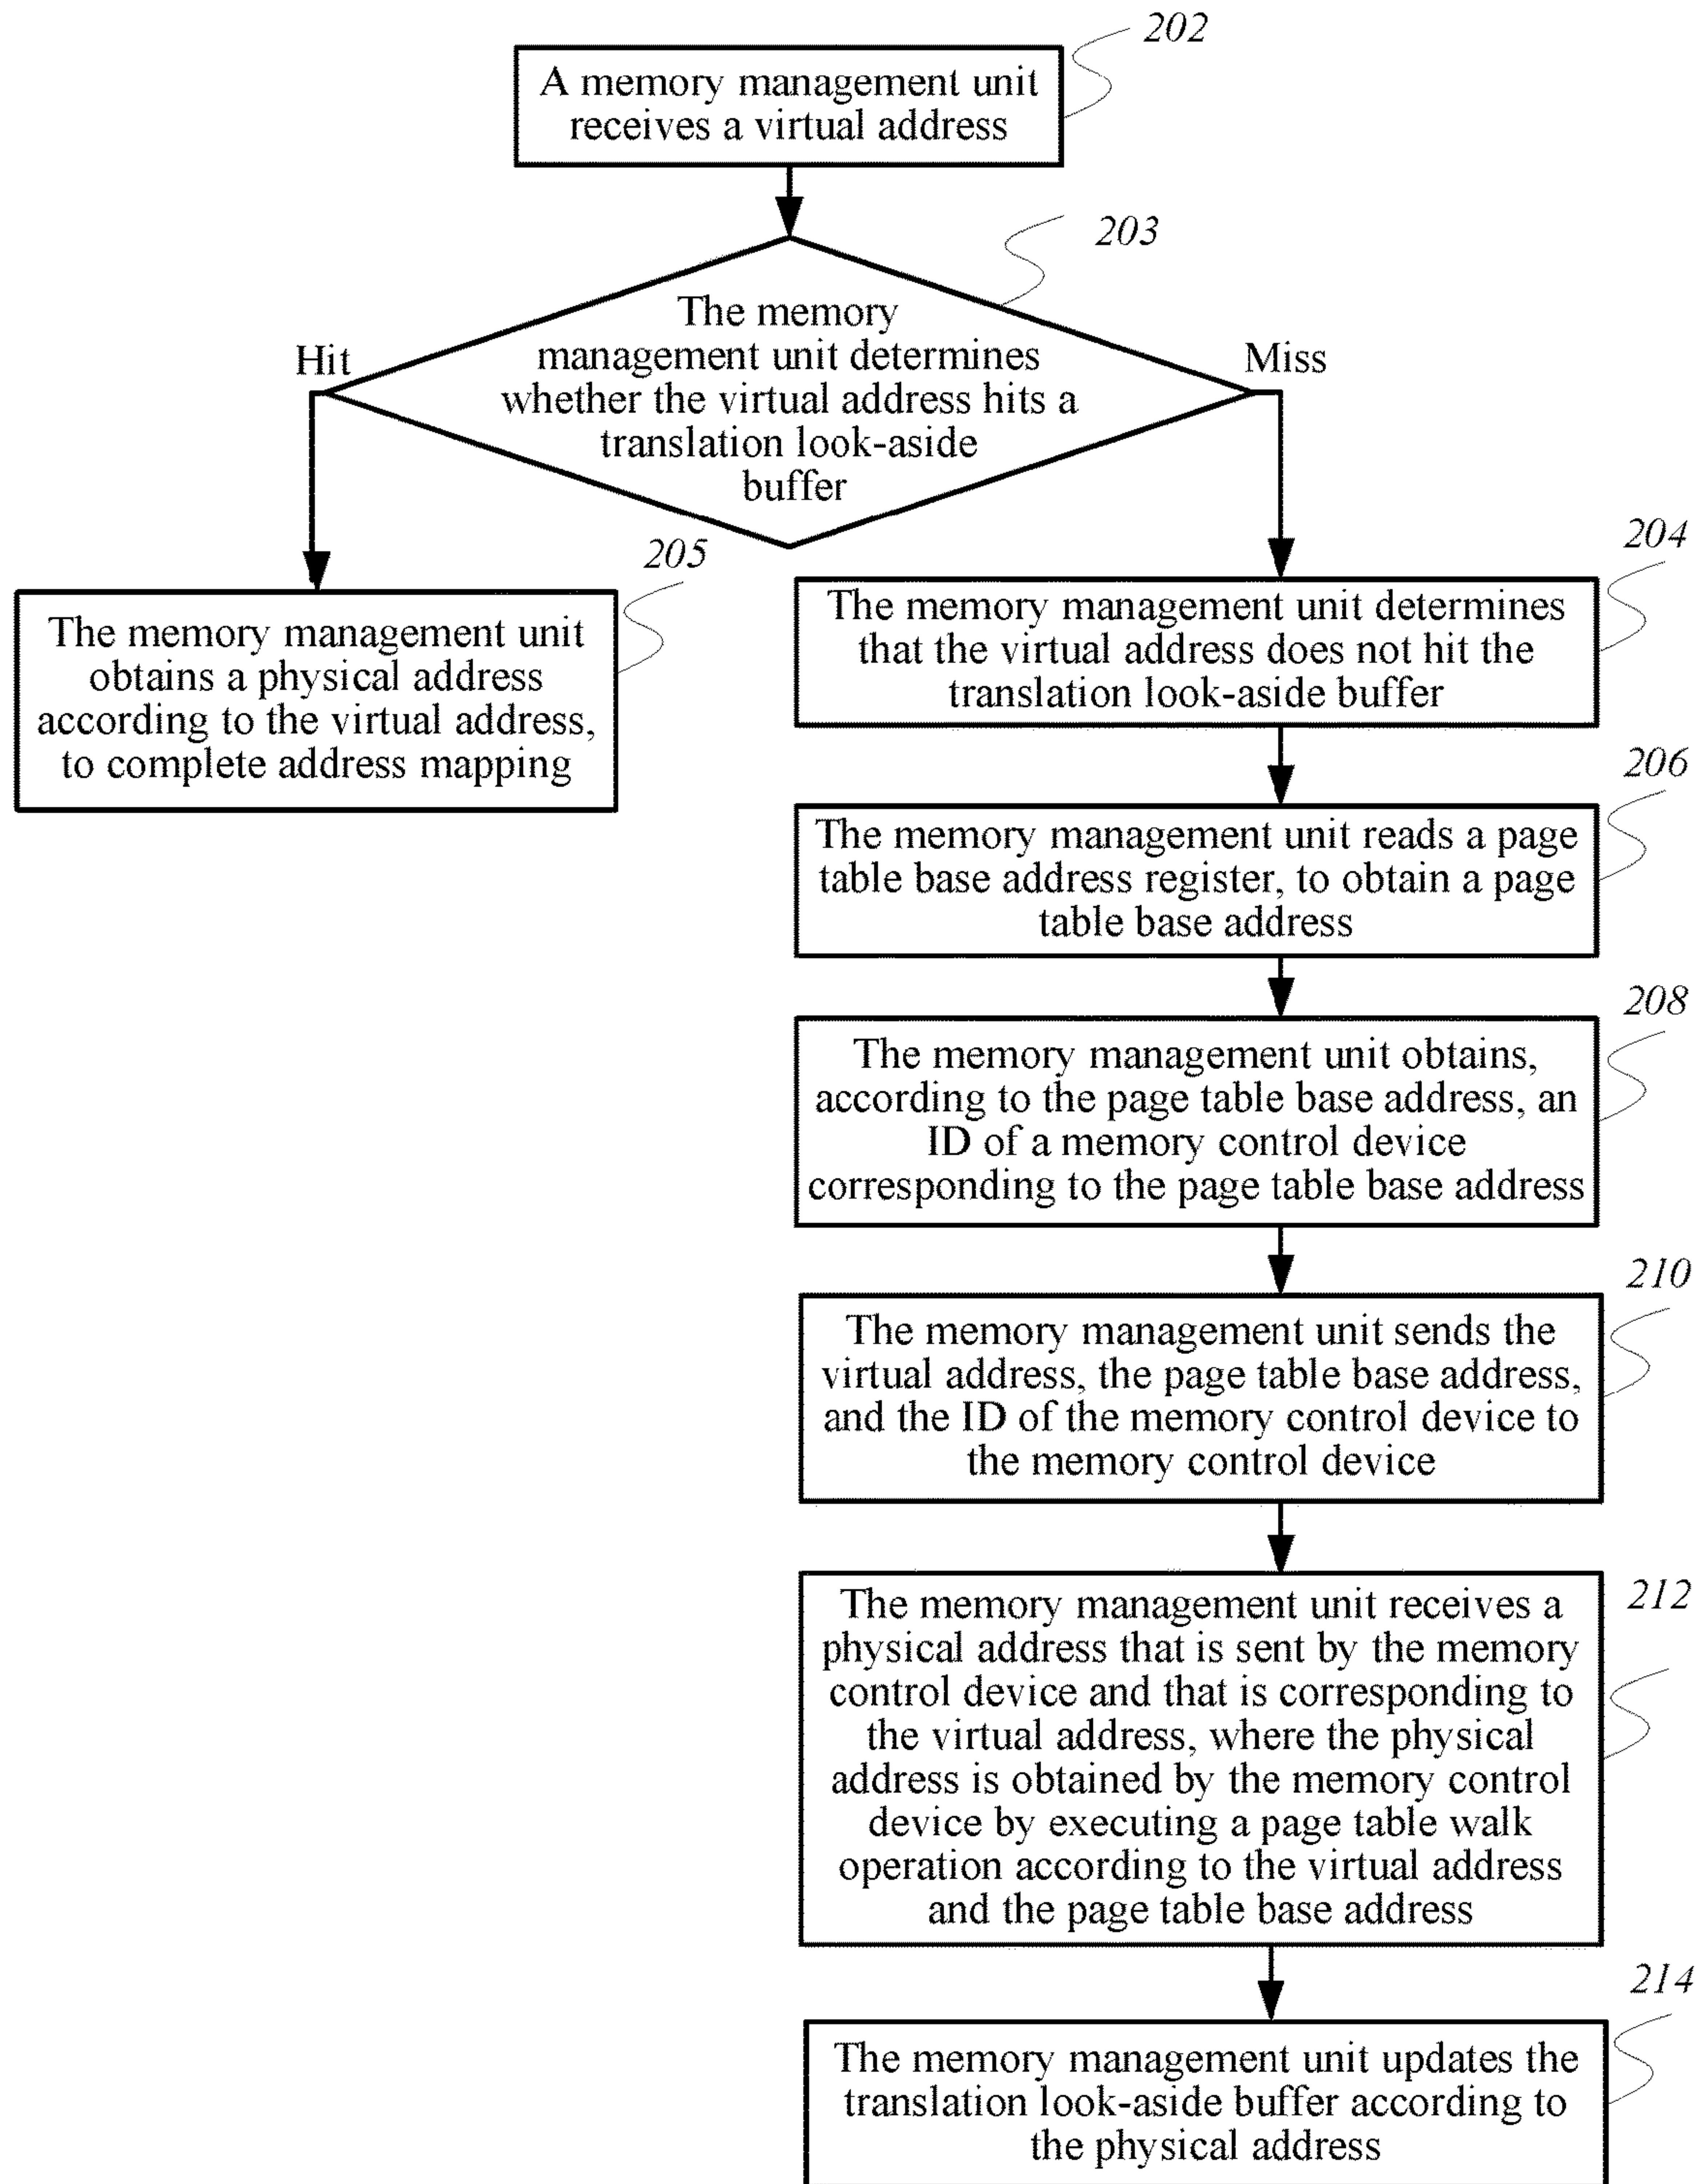 202
A memory management unit
receives a virtual address
203
The memory
management unit determines
whether the virtual address hits a
translation look-aside
buffer
Hit
Miss
205
The memory management unit
obtains a physical address
according to the virtual address,
to complete address mapping
204
The memory management unit determines
that the virtual address does not hit the
translation look-aside buffer
206
The memory management unit reads a page
table base address register, to obtain a page
table base address
208
The memory management unit obtains,
according to the page table base address, an
ID of a memory control device
corresponding to the page table base address
210
The memory management unit sends the
virtual address, the page table base address,
and the ID of the memory control device to
the memory control device
212
The memory management unit receives a
physical address that is sent by the memory
control device and that is corresponding to
the virtual address, where the physical
address is obtained by the memory control
device by executing a page table walk
operation according to the virtual address
and the page table base address
214
The memory management unit updates the
translation look-aside buffer according to
the physical address